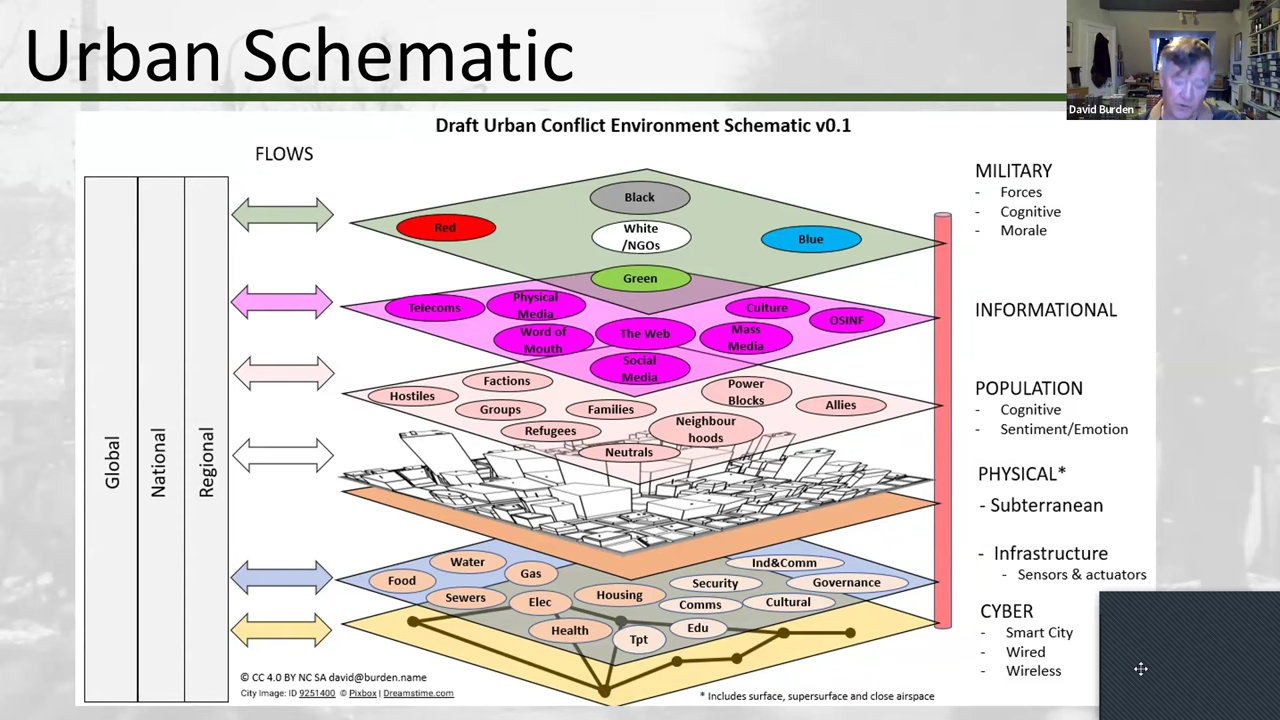 Urban Schematic
David Burden
Draft Urban Conflict Environment Schematic v0.1
FLOWS
Global
National
Regional
Black
Red
White
/NGOs
Blue
Green
Telecoms
Physical
Media
Culture
OSINF
Word of
Mouth
The Web
Mass
Media
Social
Media
Factions
Hostiles
Power
Blocks
Groups
Families
Allies
Refugees
Neighbour
hoods
Neutrals
Water
Ind&Comm
Food
Gas
Security
Governance
Sewers
Elec
Housing
Comms
Cultural
Health
Tpt
Edu
MILITARY
- Forces
- Cognitive
- Morale
INFORMATIONAL
POPULATION
- Cognitive
- Sentiment/Emotion
PHYSICAL*
- Subterranean
- Infrastructure
- Sensors & actuators
CYBER
- Smart City
- Wired
- Wireless
© CC 4.0 BY NC SA david@burden.name
City Image: ID 9251400 © Pixbox | Dreamstime.com
* Includes surface, supersurface and close airspace